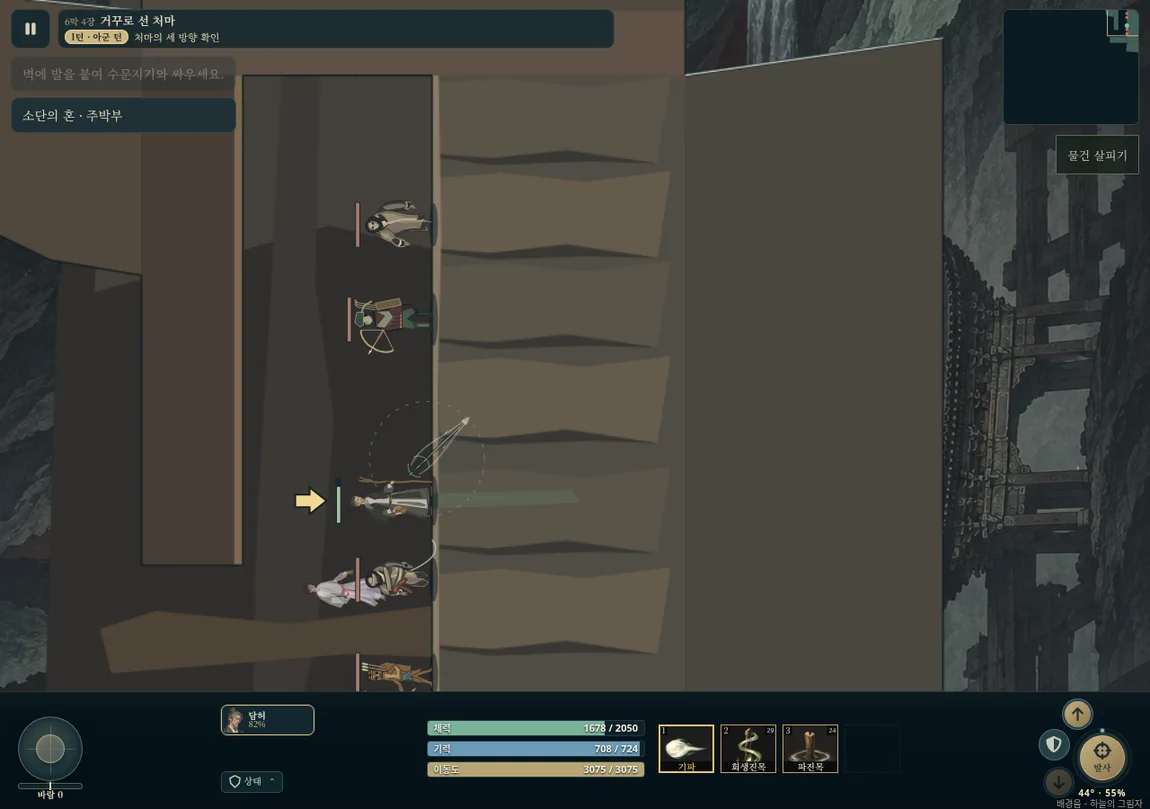 6막 4장 거꾸로 선 처마
1턴 · 아군 턴 처마의 세 방향 확인
벽에 발을 붙여 수문지기와 싸우세요.
소단의 혼 · 주박부
물건 살피기
답허
82%
체력 1678 / 2050
기력 708 / 724
이동도 3075 / 3075
1
기파
2 29
회생진목
3 24
파진목
바람 0
상태
발사
44° · 55%
배경음 · 하늘의 그림자